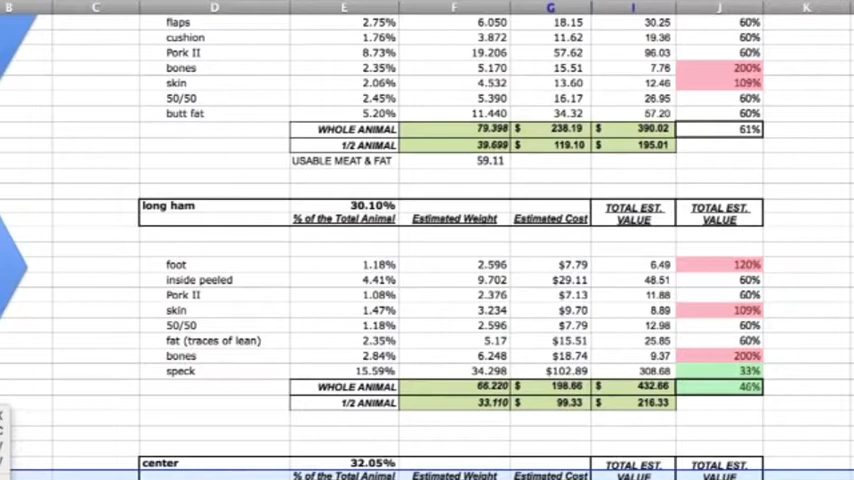 B C D E F G I J K
flaps 2.75% 6.050 18.15 30.25 60%
cushion 1.76% 3.872 11.62 19.36 60%
Pork II 8.73% 19.206 57.62 96.03 60%
bones 2.35% 5.170 15.51 7.76 200%
skin 2.06% 4.532 13.60 12.46 109%
50/50 2.45% 5.390 16.17 26.95 60%
butt fat 5.20% 11.440 34.32 57.20 60%
WHOLE ANIMAL 79.398 $ 238.19 $ 390.02 61%
1/2 ANIMAL 39.699 $ 119.10 $ 195.01
USABLE MEAT & FAT 59.11
long ham 30.10% TOTAL EST. TOTAL EST.
% of the Total Animal Estimated Weight Estimated Cost VALUE VALUE
foot 1.18% 2.596 $7.79 6.49 120%
inside peeled 4.41% 9.702 $29.11 48.51 60%
Pork II 1.08% 2.376 $7.13 11.88 60%
skin 1.47% 3.234 $9.70 8.89 109%
50/50 1.18% 2.596 $7.79 12.98 60%
fat (traces of lean) 2.35% 5.17 $15.51 25.85 60%
bones 2.84% 6.248 $18.74 9.37 200%
speck 15.59% 34.298 $102.89 308.68 33%
WHOLE ANIMAL 66.220 $ 198.66 $ 432.66 46%
1/2 ANIMAL 33.110 $ 99.33 $ 216.33
center 32.05% TOTAL EST. TOTAL EST.
% of the Total Animal Estimated Weight Estimated Cost VALUE VALUE